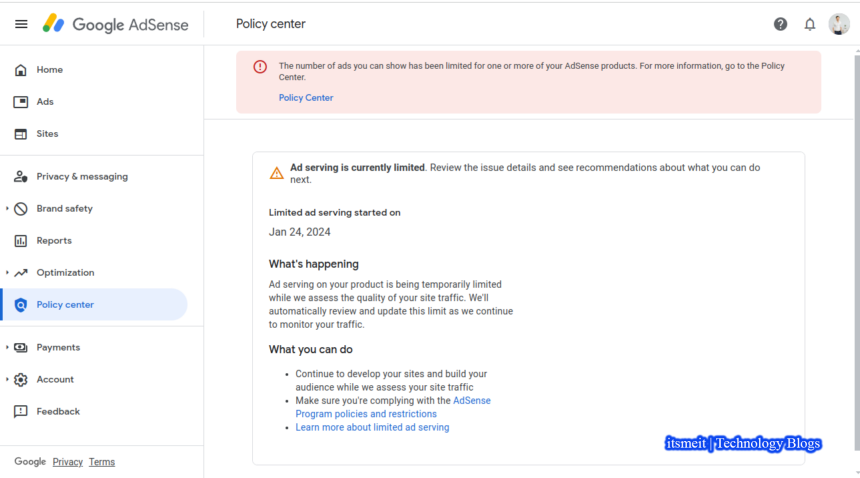 Google AdSense
Policy center
Home
Ads
Sites
Privacy & messaging
Brand safety
Reports
Optimization
Policy center
Payments
Account
Feedback
Google Privacy Terms
The number of ads you can show has been limited for one or more of your AdSense products. For more information, go to the Policy
Center.
Policy Center
Ad serving is currently limited. Review the issue details and see recommendations about what you can do
next.
Limited ad serving started on
Jan 24, 2024
What's happening
Ad serving on your product is being temporarily limited
while we assess the quality of your site traffic. We'll
automatically review and update this limit as we continue
to monitor your traffic.
What you can do
• Continue to develop your sites and build your
audience while we assess your site traffic
• Make sure you're complying with the AdSense
Program policies and restrictions
• Learn more about limited ad serving
itsmeit | Technology Blogs